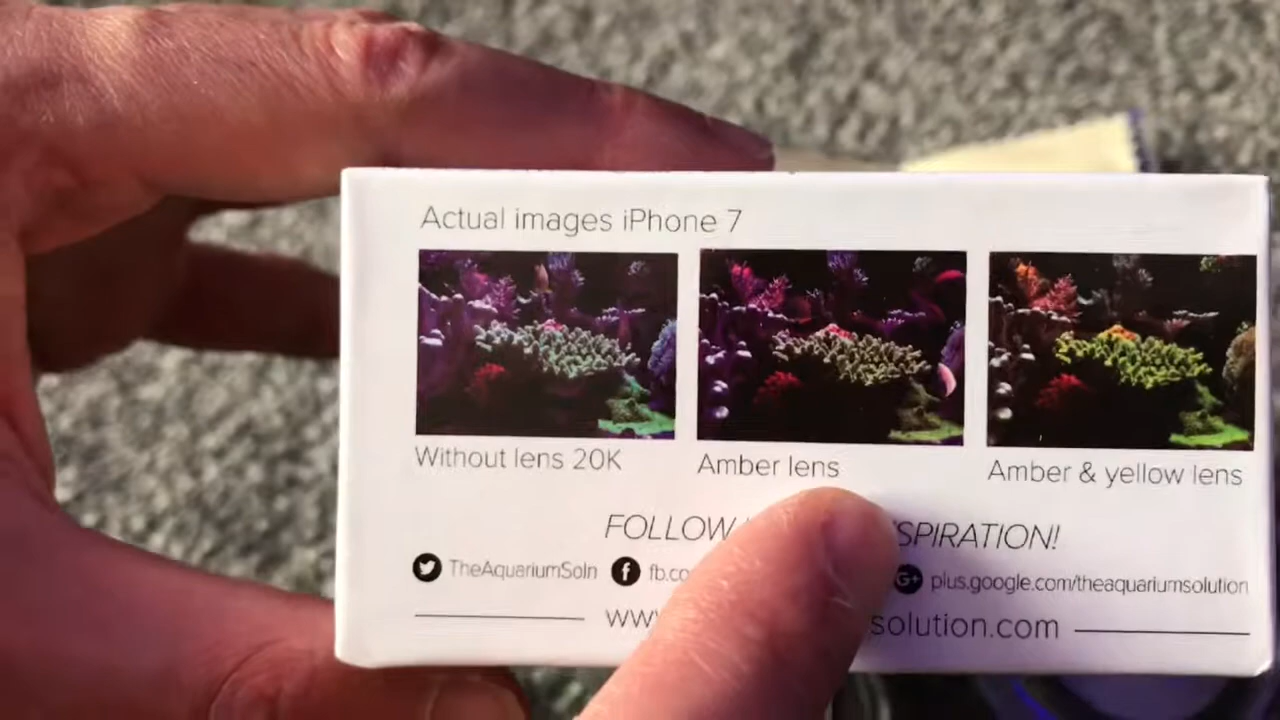 Actual images iPhone 7
Without lens 20K
Amber lens
Amber & yellow lens
FOLLOW SPIRATION!
TheAquariumSoln fb.co plus.google.com/theaquariumsolution
solution.com